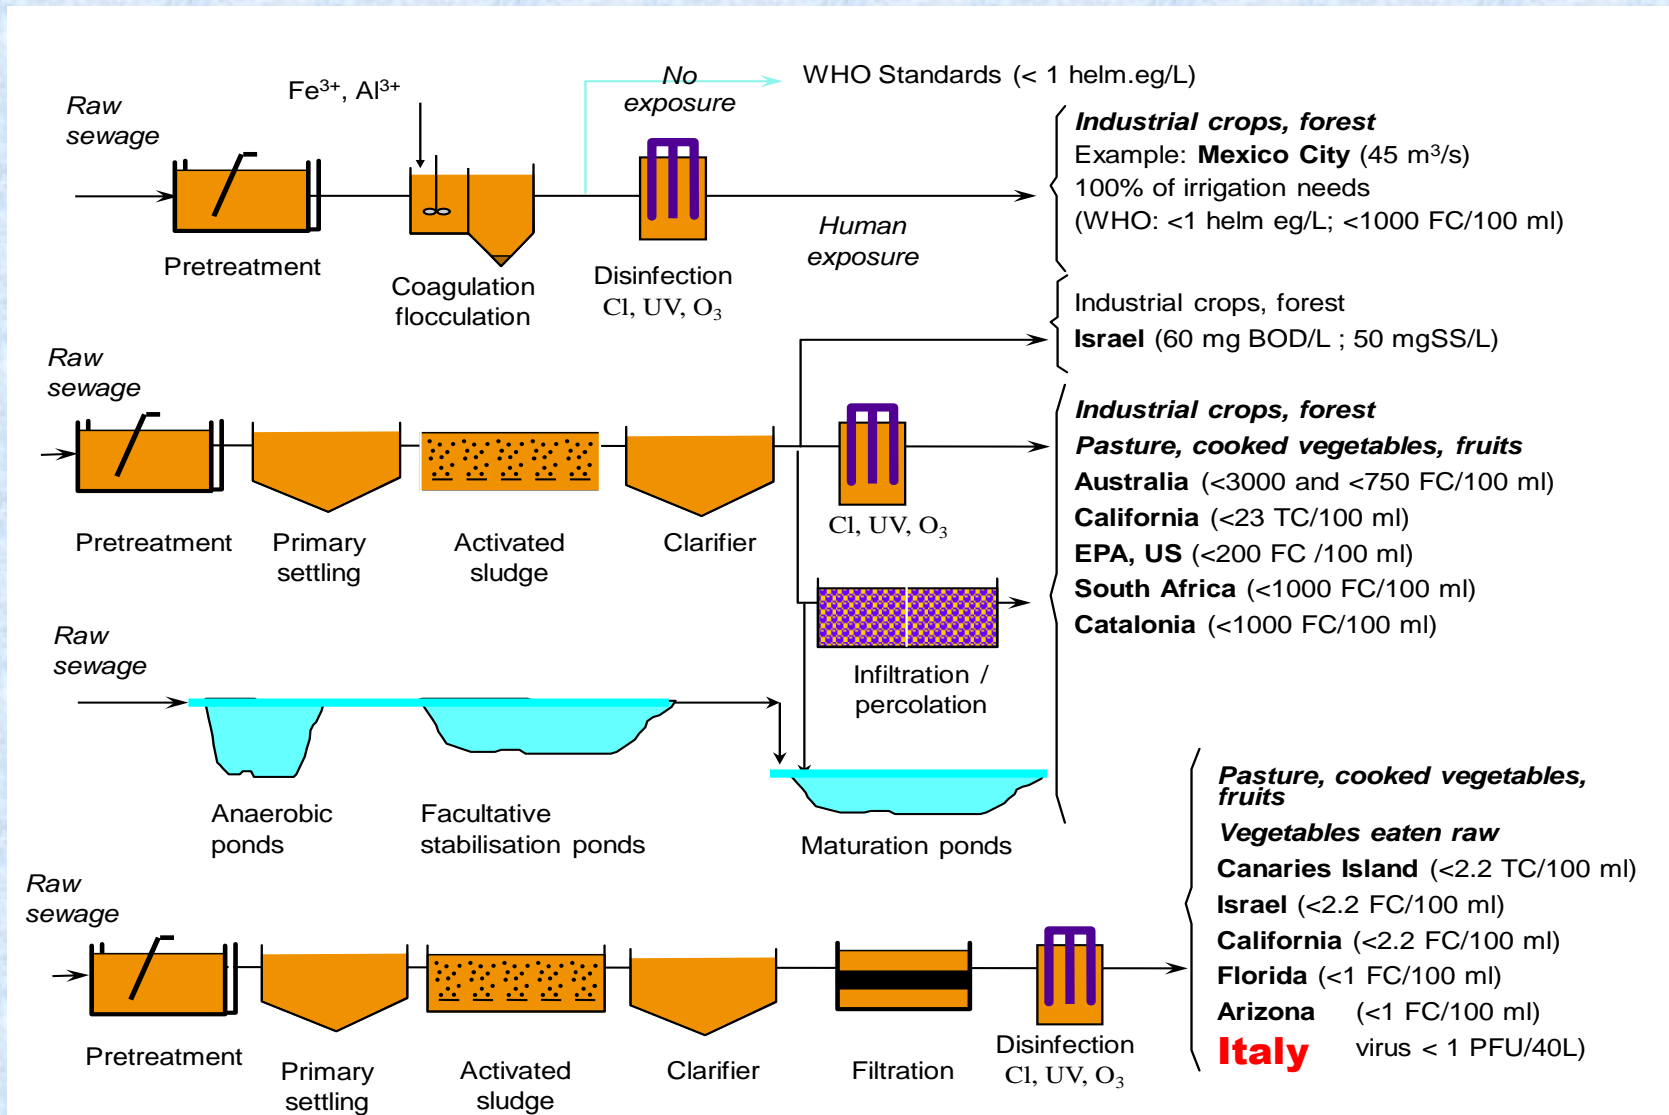 Raw
sewage
Fe³⁺, Al³⁺
No
exposure
WHO Standards (< 1 helm.eg/L)
Pretreatment
Coagulation
flocculation
Disinfection
Cl, UV, O₃
Human
exposure
Industrial crops, forest
Example: Mexico City (45 m³/s)
100% of irrigation needs
(WHO: <1 helm eg/L; <1000 FC/100 ml)
Industrial crops, forest
Israel (60 mg BOD/L ; 50 mgSS/L)
Raw
sewage
Pretreatment
Primary
settling
Activated
sludge
Clarifier
Cl, UV, O₃
Infiltration /
percolation
Industrial crops, forest
Pasture, cooked vegetables, fruits
Australia (<3000 and <750 FC/100 ml)
California (<23 TC/100 ml)
EPA, US (<200 FC /100 ml)
South Africa (<1000 FC/100 ml)
Catalonia (<1000 FC/100 ml)
Raw
sewage
Anaerobic
ponds
Facultative
stabilisation ponds
Maturation ponds
Raw
sewage
Pretreatment
Primary
settling
Activated
sludge
Clarifier
Filtration
Disinfection
Cl, UV, O₃
Pasture, cooked vegetables,
fruits
Vegetables eaten raw
Canaries Island (<2.2 TC/100 ml)
Israel (<2.2 FC/100 ml)
California (<2.2 FC/100 ml)
Florida (<1 FC/100 ml)
Arizona (<1 FC/100 ml)
Italy virus < 1 PFU/40L)